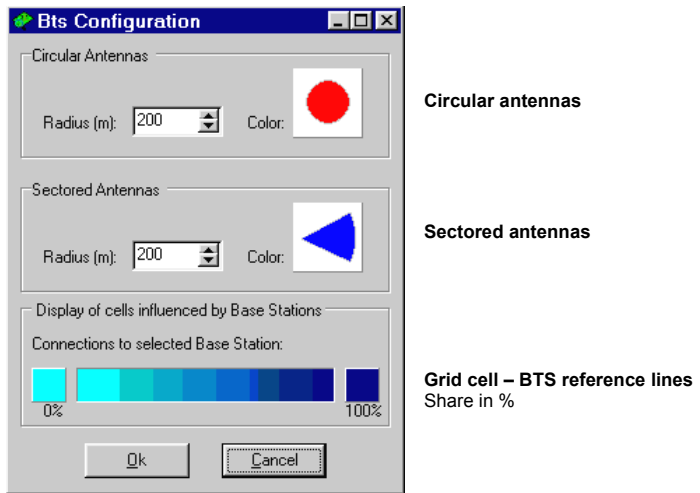 Bts Configuration
Circular Antennas
Radius (m): 200 Color:
Circular antennas
Sectored Antennas
Radius (m): 200 Color:
Sectored antennas
Display of cells influenced by Base Stations
Connections to selected Base Station:
0% 100%
Grid cell – BTS reference lines
Share in %
Ok Cancel